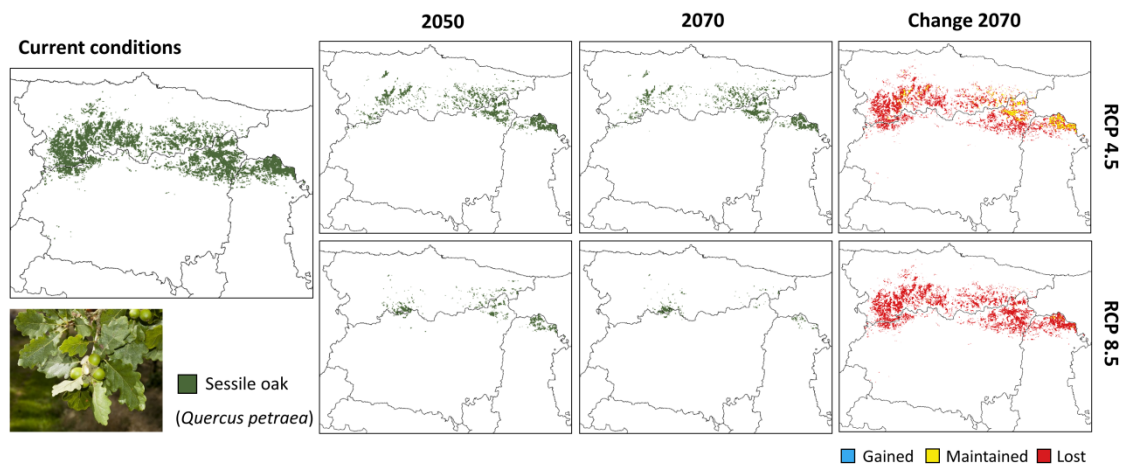 2050
2070
Change 2070
Current conditions
RCP 4.5
RCP 8.5
Sessile oak
(Quercus petraea)
Gained
Maintained
Lost